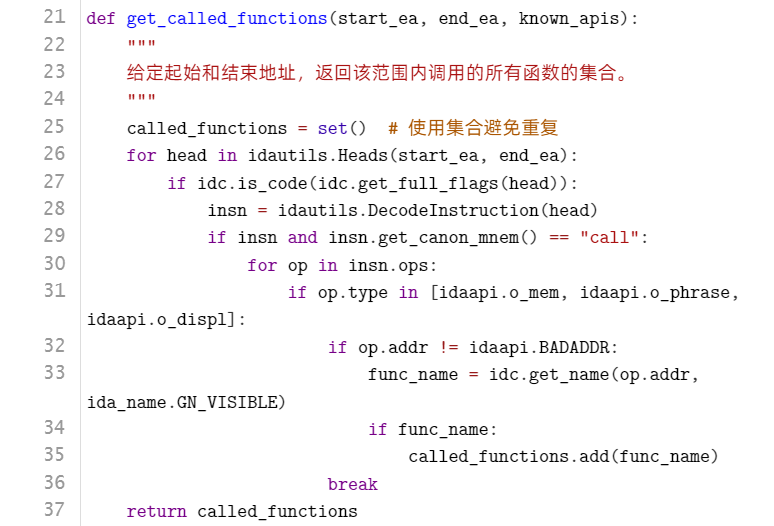 21 def get_called_functions(start_ea, end_ea, known_apis):
22     """
23     给定起始和结束地址，返回该范围内调用的所有函数的集合。
24     """
25     called_functions = set()  # 使用集合避免重复
26     for head in idautils.Heads(start_ea, end_ea):
27         if idc.is_code(idc.get_full_flags(head)):
28             insn = idautils.DecodeInstruction(head)
29             if insn and insn.get_canon_mnem() == "call":
30                 for op in insn.ops:
31                     if op.type in [idaapi.o_mem, idaapi.o_phrase,
idaapi.o_displ]:
32                         if op.addr != idaapi.BADADDR:
33                             func_name = idc.get_name(op.addr,
ida_name.GN_VISIBLE)
34                             if func_name:
35                                 called_functions.add(func_name)
36                         break
37     return called_functions